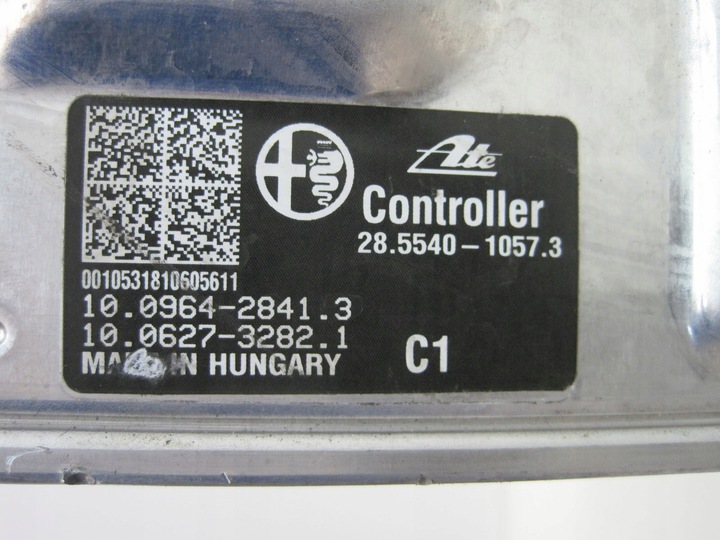 Ate
Controller
28.5540-1057.3
0010531810605611
10.0964-2841.3
10.0627-3282.1
IN HUNGARY
C1